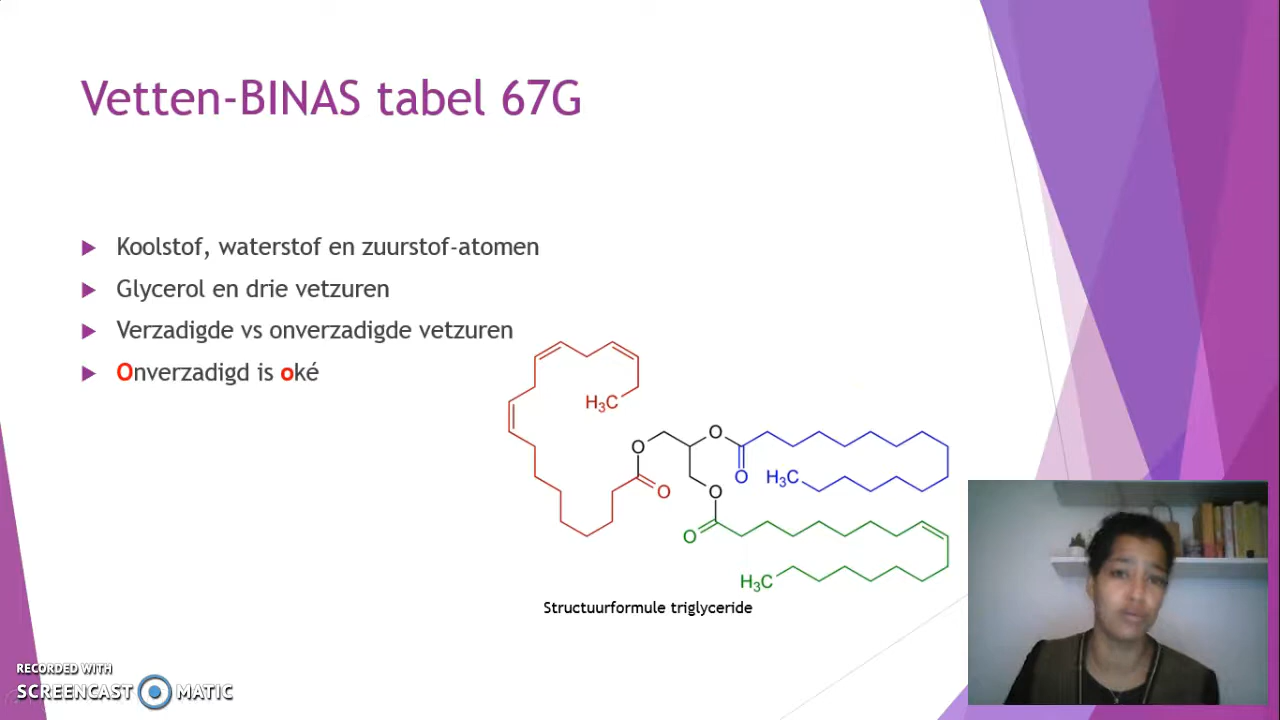 Vetten-BINAS tabel 67G
Koolstof, waterstof en zuurstof-atomen
Glycerol en drie vetzuren
Verzadigde vs onverzadigde vetzuren
Onverzadigd is oké
H₃C
O
O
O
O
H₃C
O
O
H₃C
Structuurformule triglyceride
RECORDED WITH
SCREENCAST MATIC